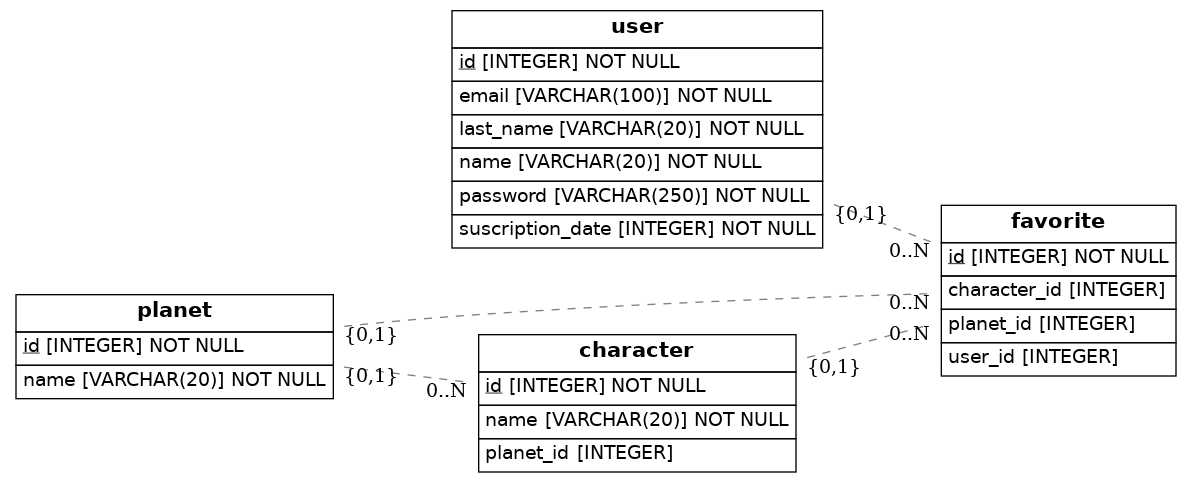 user
id [INTEGER] NOT NULL
email [VARCHAR(100)] NOT NULL
last_name [VARCHAR(20)] NOT NULL
name [VARCHAR(20)] NOT NULL
password [VARCHAR(250)] NOT NULL
suscription_date [INTEGER] NOT NULL
{0,1}
0..N
favorite
id [INTEGER] NOT NULL
character_id [INTEGER]
planet_id [INTEGER]
user_id [INTEGER]
planet
id [INTEGER] NOT NULL
name [VARCHAR(20)] NOT NULL
{0,1}
0..N
{0,1}
0..N
character
id [INTEGER] NOT NULL
name [VARCHAR(20)] NOT NULL
planet_id [INTEGER]
{0,1}
0..N